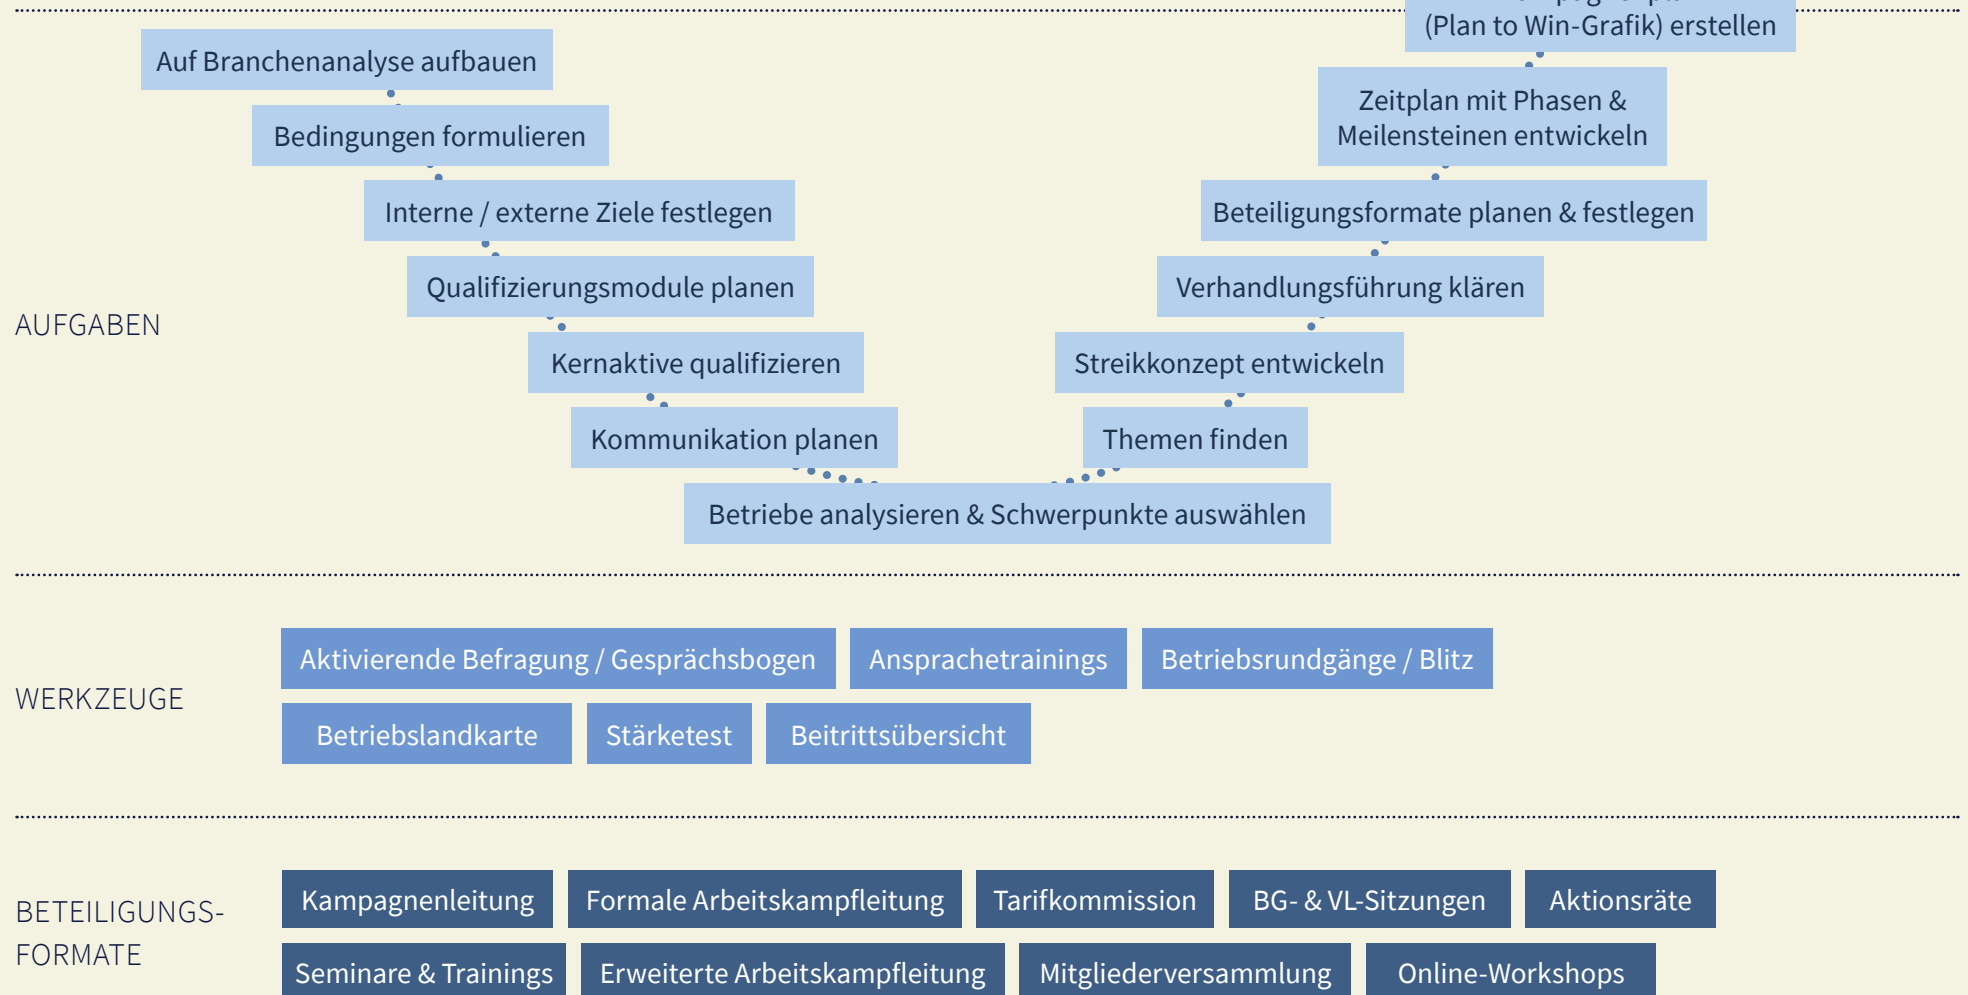 (Plan to Win-Grafik) erstellen
Auf Branchenanalyse aufbauen
Zeitplan mit Phasen &
Meilensteinen entwickeln
Bedingungen formulieren
Interne / externe Ziele festlegen
Beteiligungsformate planen & festlegen
Qualifizierungsmodule planen
Verhandlungsführung klären
AUFGABEN
Kernaktive qualifizieren
Streikkonzept entwickeln
Kommunikation planen
Themen finden
Betriebe analysieren & Schwerpunkte auswählen
WERKZEUGE
Aktivierende Befragung / Gesprächsbogen
Ansprachetrainings
Betriebsrundgänge / Blitz
Betriebslandkarte
Stärketest
Beitrittsübersicht
BETEILIGUNGS-
FORMATE
Kampagnenleitung
Formale Arbeitskampfleitung
Tarifkommission
BG- & VL-Sitzungen
Aktionsräte
Seminare & Trainings
Erweiterte Arbeitskampfleitung
Mitgliederversammlung
Online-Workshops